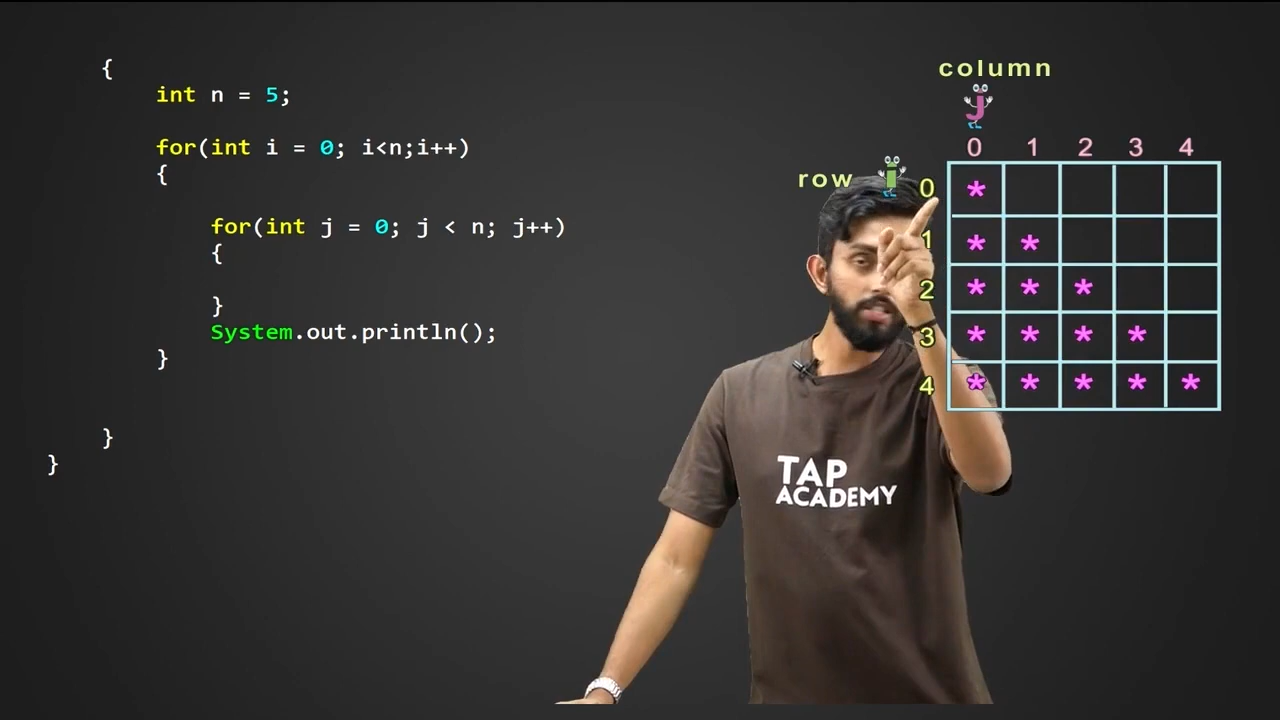 {
int n = 5;
for(int i = 0; i<n;i++)
{
for(int j = 0; j < n; j++)
{
}
System.out.println();
}
}
}
column
J
0 1 2 3 4
row i 0 *
1 * *
2 * * *
3 * * * *
4 * * * * *
TAP
ACADEMY